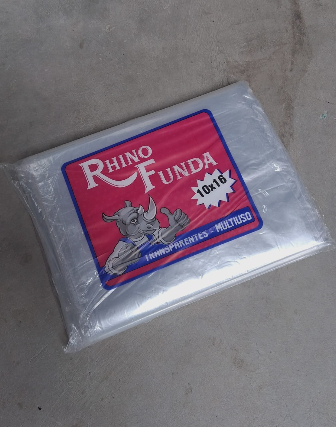 RHINO
FUNDA
10x16
TRANSPARENTES - MULTIUSO